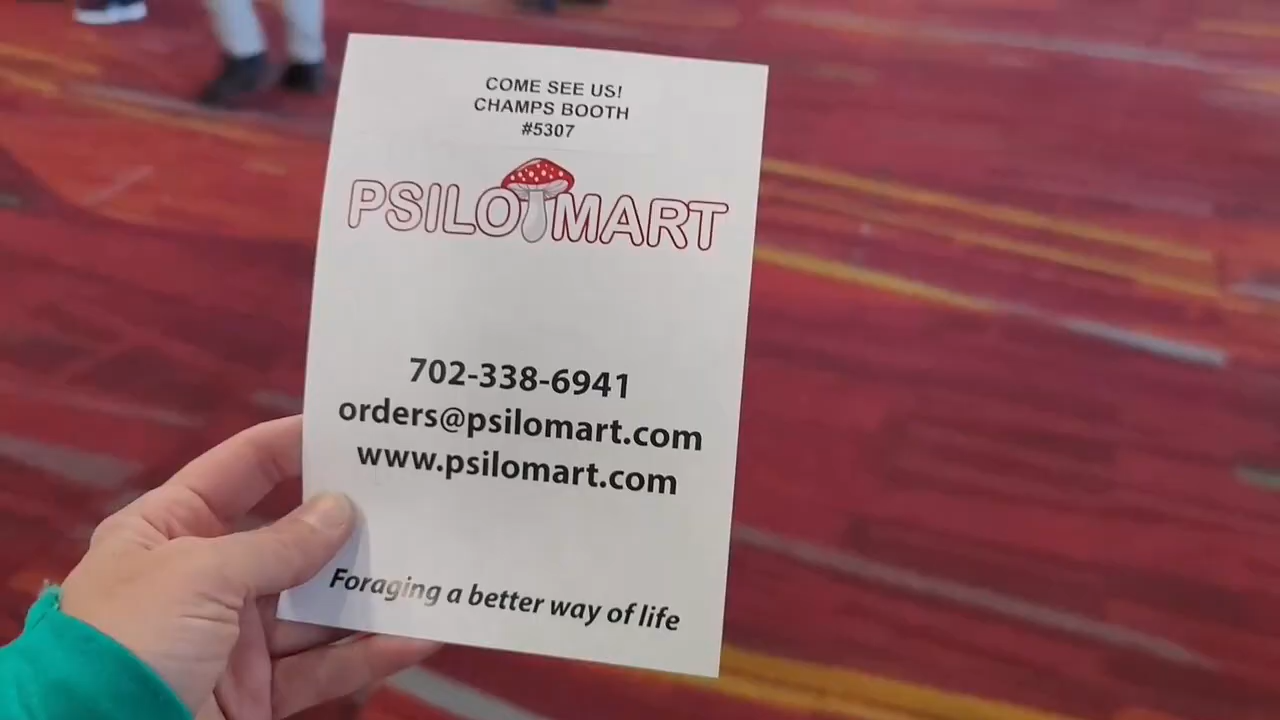 COME SEE US!
CHAMPS BOOTH
#5307
PSILOMART
702-338-6941
orders@psilomart.com
www.psilomart.com
Foraging a better way of life